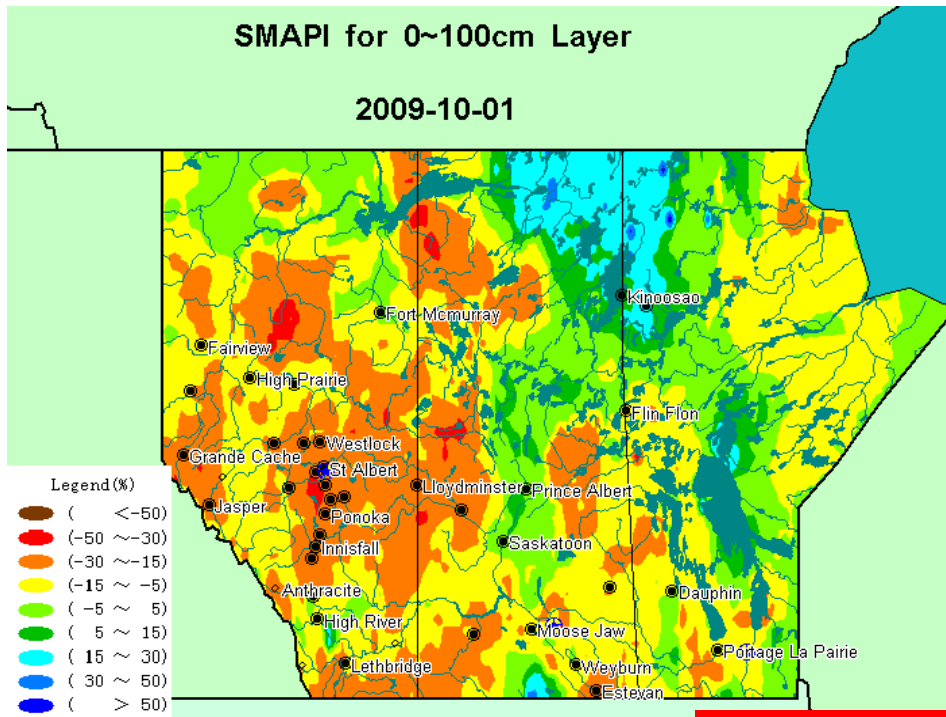 SMAPI for 0~100cm Layer
2009-10-01
Kinoosao
Fort Mcmurray
Fairview
High Prairie
Flin Flon
Westlock
Grande Cache
St Albert
Lloydminster
Prince Albert
Jasper
Ponoka
Saskatoon
Innisfall
Anthracite
Dauphin
High River
Moose Jaw
Portage La Pairie
Lethbridge
Weyburn
Estevan
Legend(%)
( <-50)
(-50 ~-30)
(-30 ~-15)
(-15 ~ -5)
( -5 ~ 5)
( 5 ~ 15)
( 15 ~ 30)
( 30 ~ 50)
( > 50)